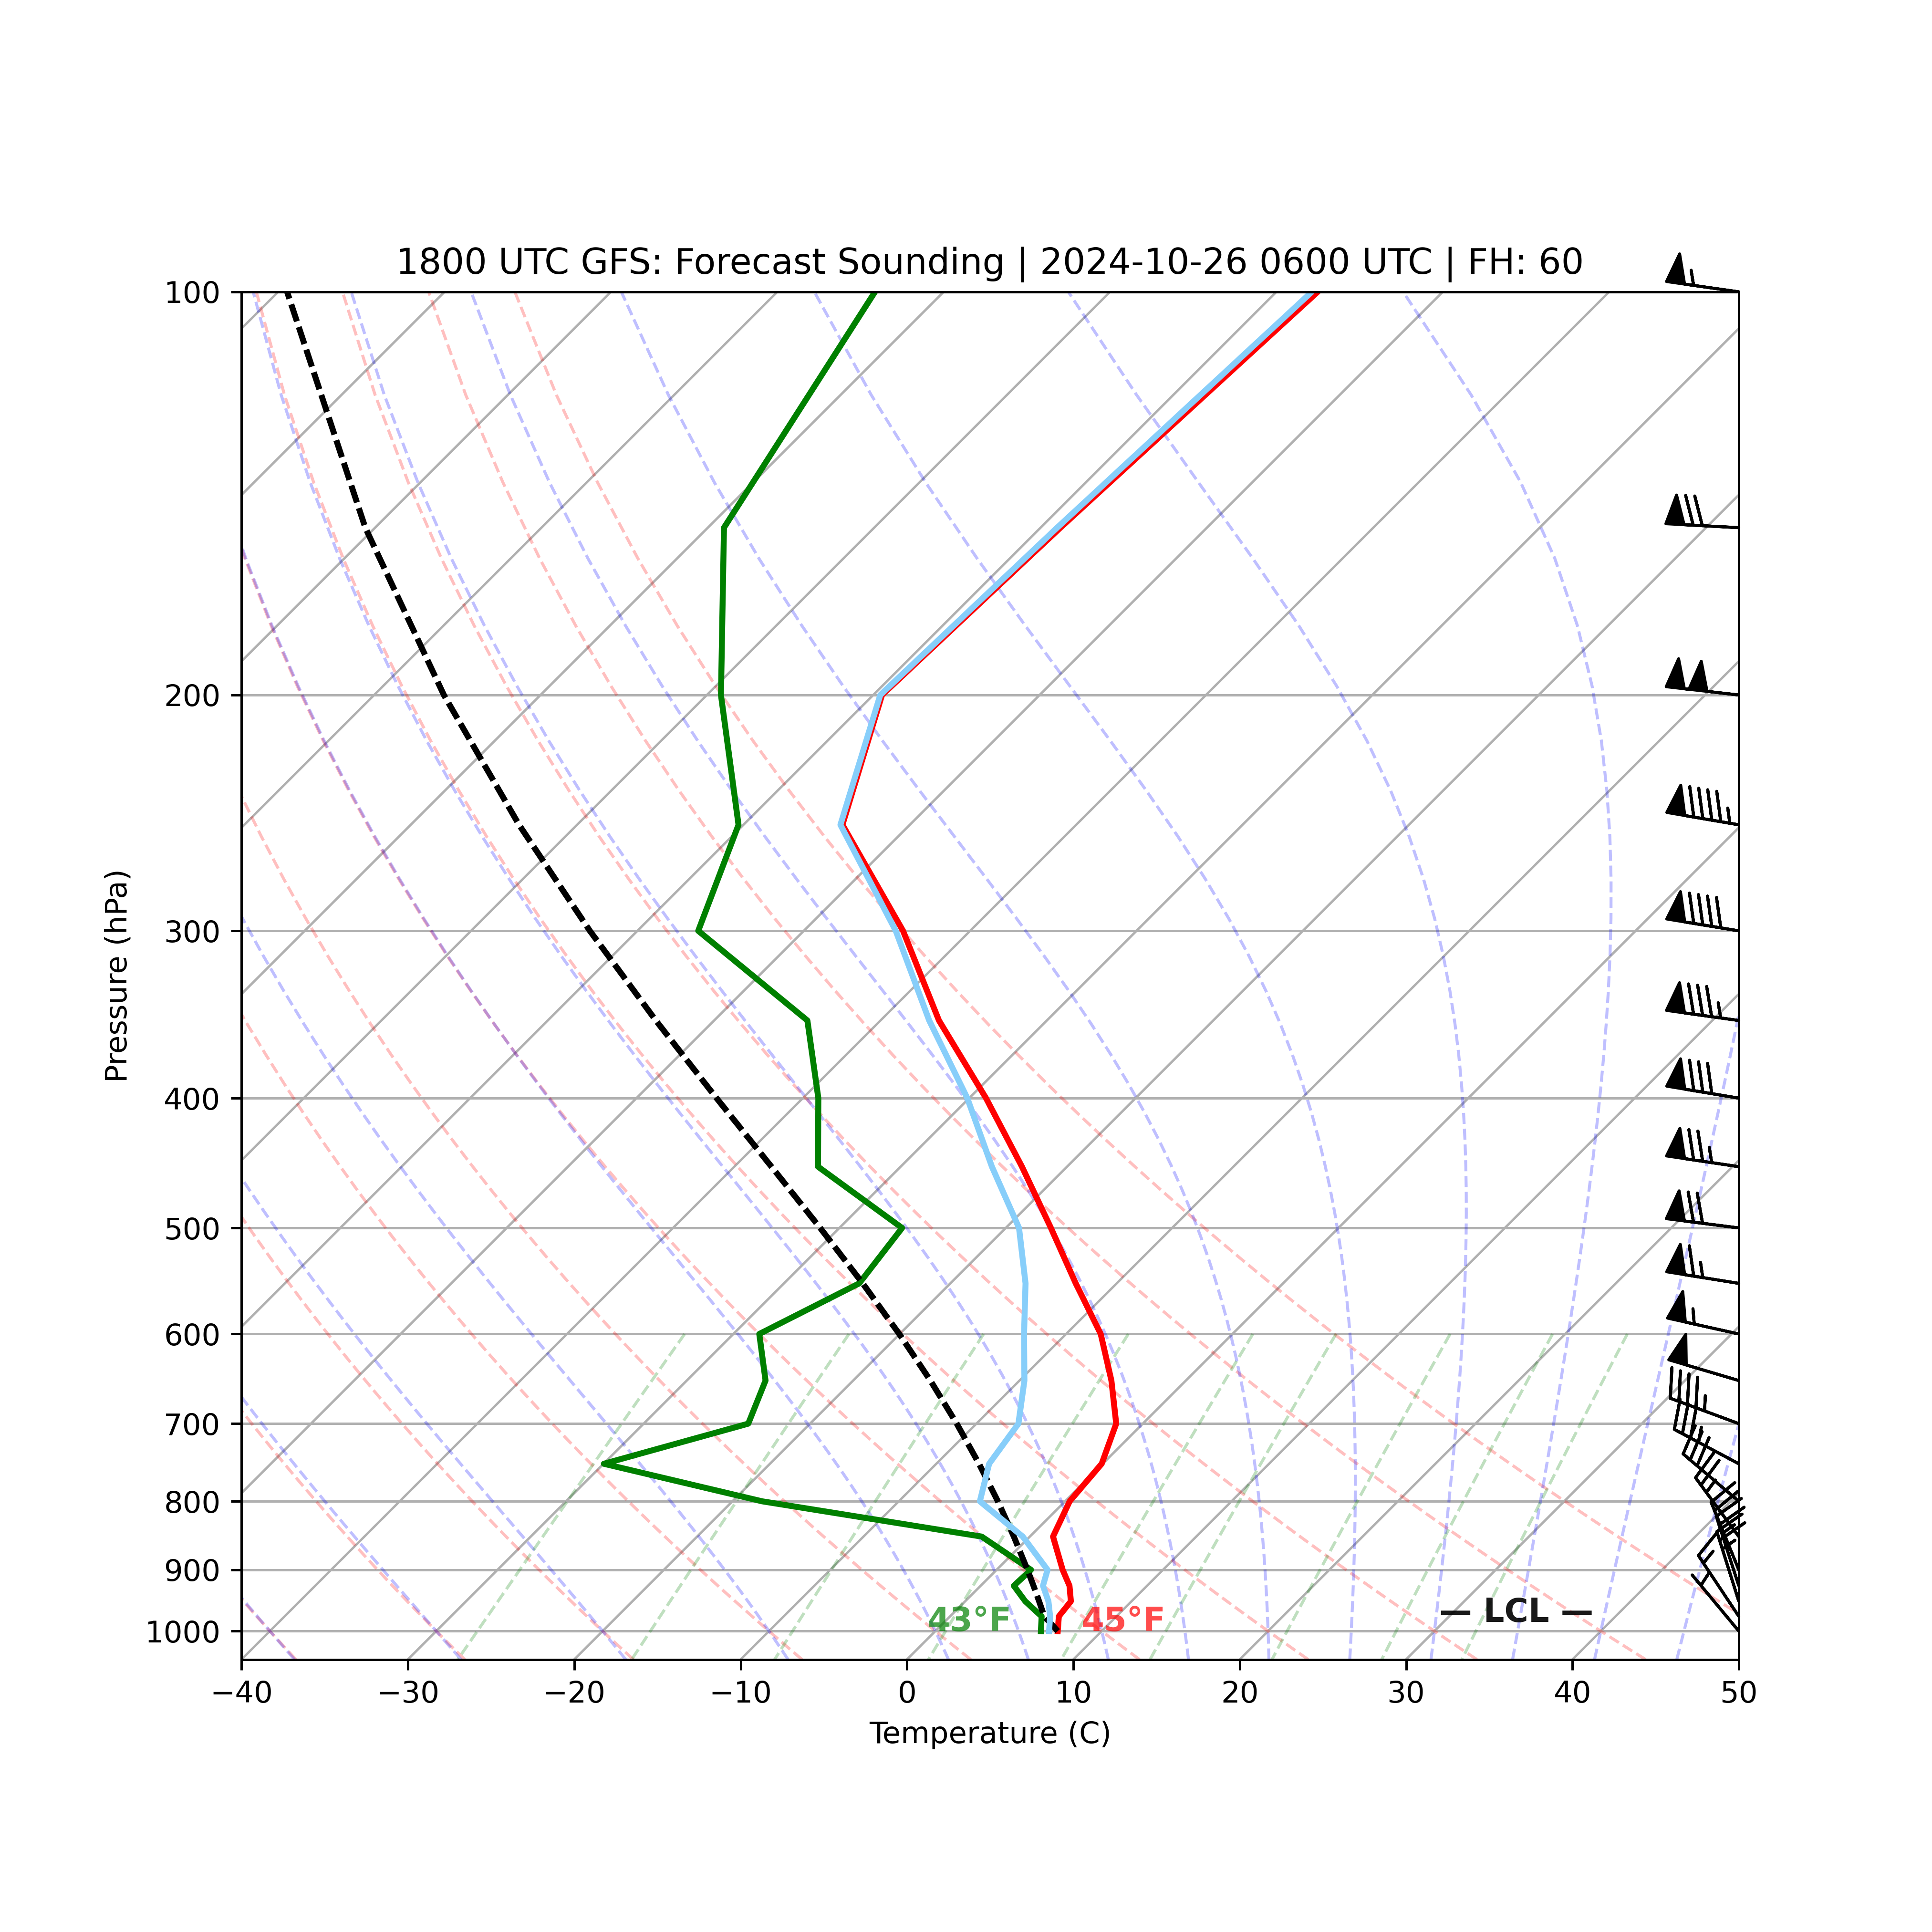 1800 UTC GFS: Forecast Sounding | 2024-10-26 0600 UTC | FH: 60
100
200
300
400
500
600
700
800
900
1000
Pressure (hPa)
43°F
45°F
— LCL —
−40 −30 −20 −10 0 10 20 30 40 50
Temperature (C)